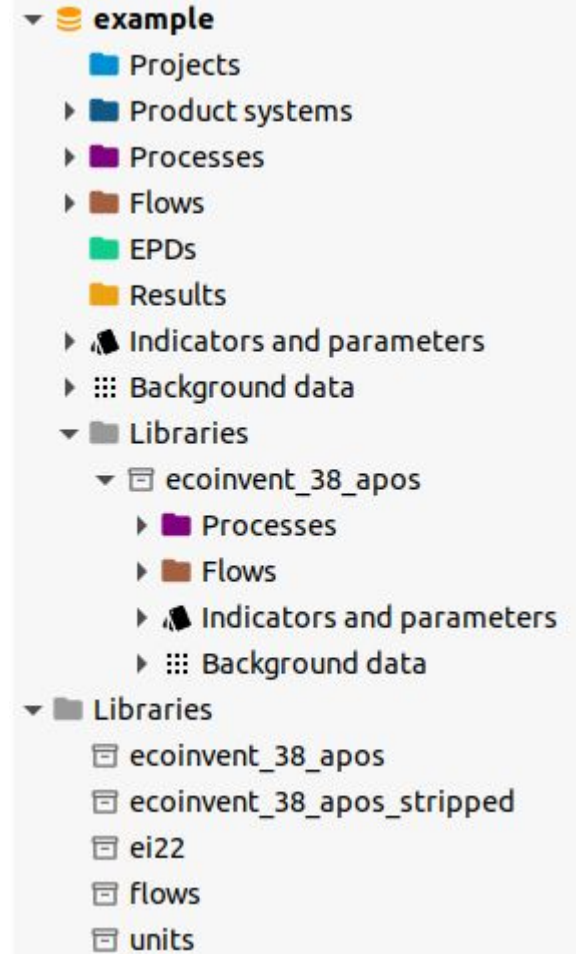 example
Projects
Product systems
Processes
Flows
EPDs
Results
Indicators and parameters
Background data
Libraries
ecoinvent_38_apos
Processes
Flows
Indicators and parameters
Background data
Libraries
ecoinvent_38_apos
ecoinvent_38_apos_stripped
ei22
flows
units